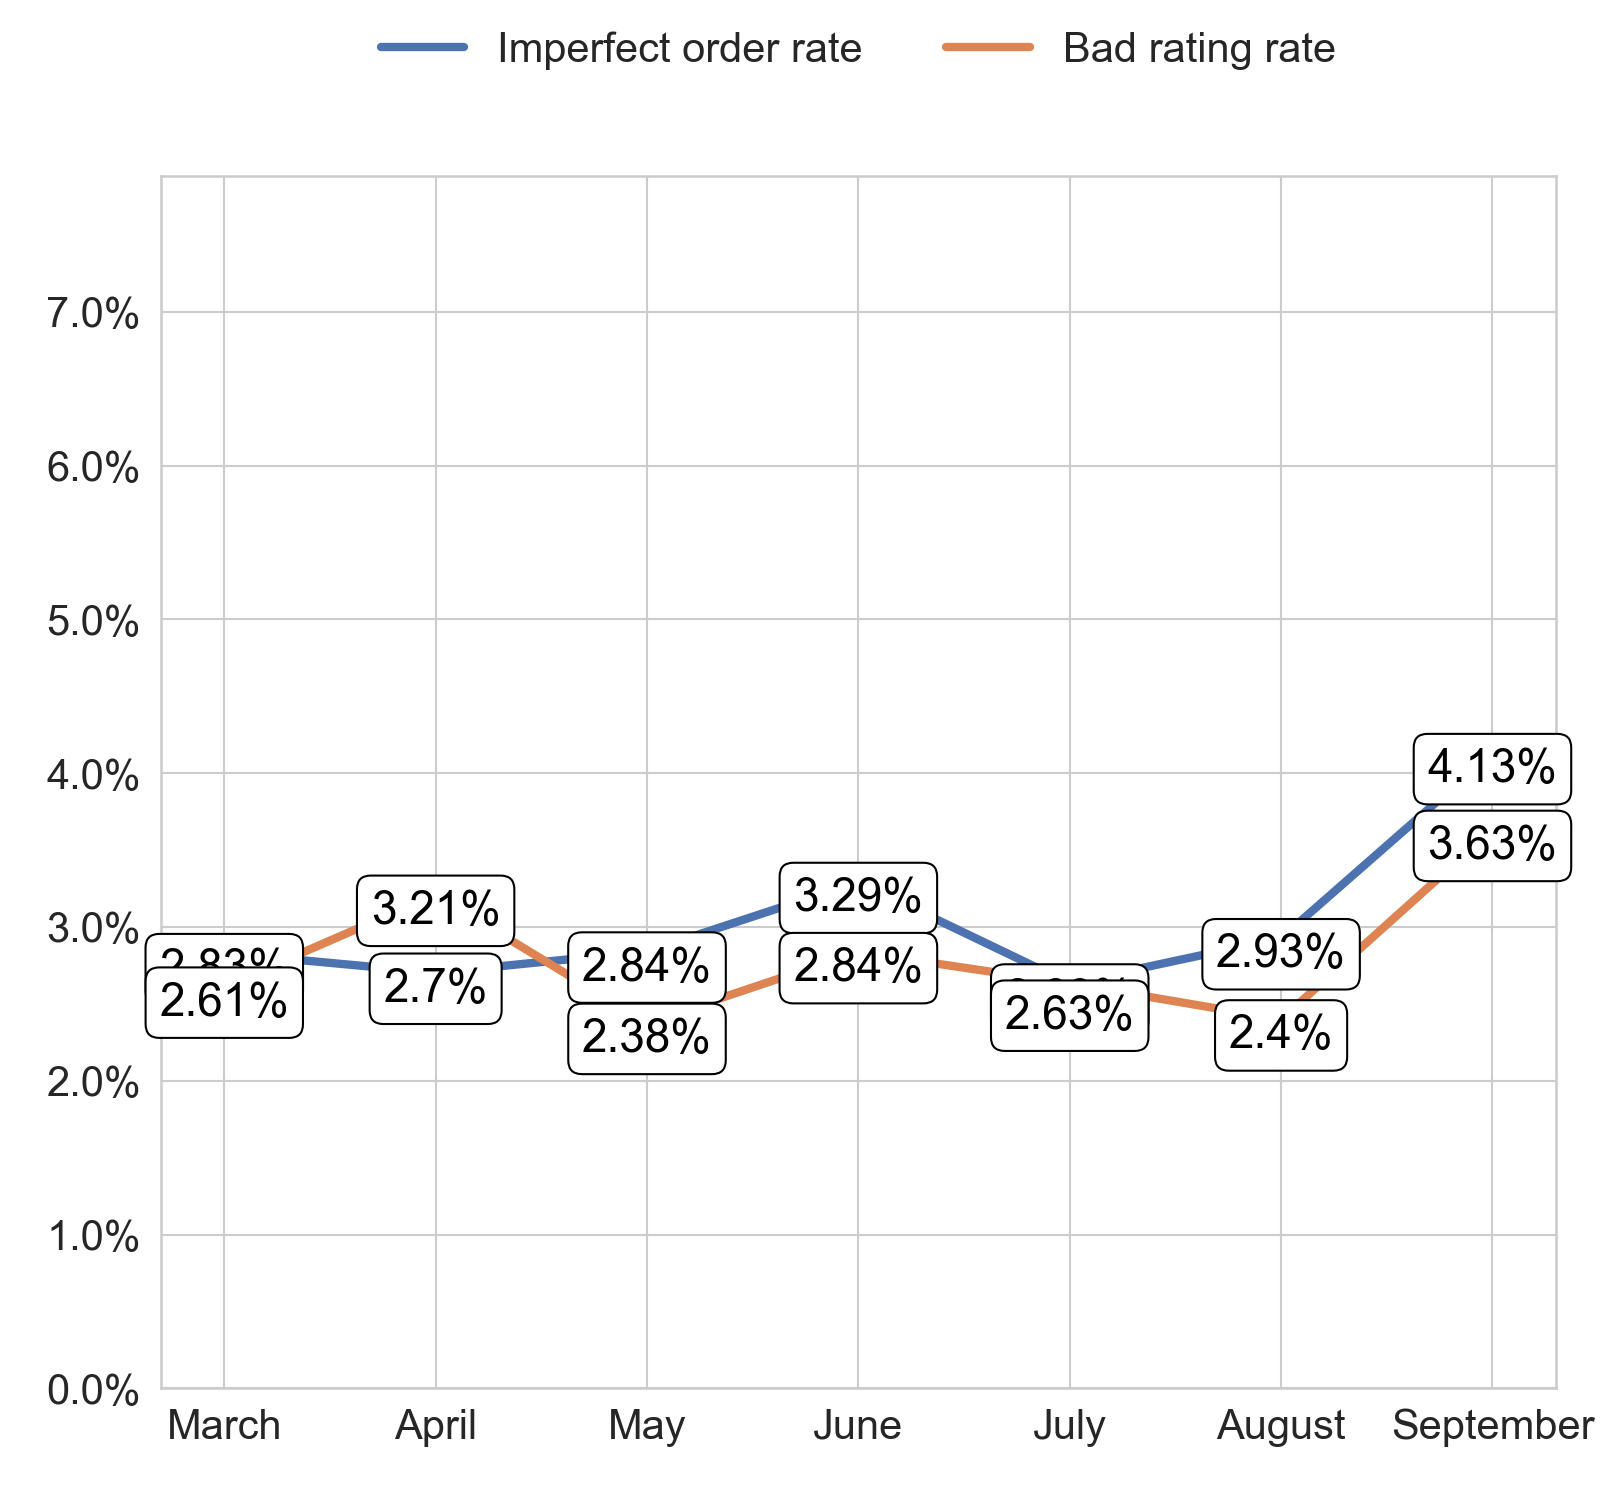 Imperfect order rate
Bad rating rate
7.0%
6.0%
5.0%
4.0%
3.0%
2.0%
1.0%
0.0%
2.83%
2.61%
3.21%
2.7%
2.84%
2.38%
3.29%
2.84%
2.63%
2.93%
2.4%
4.13%
3.63%
March
April
May
June
July
August
September